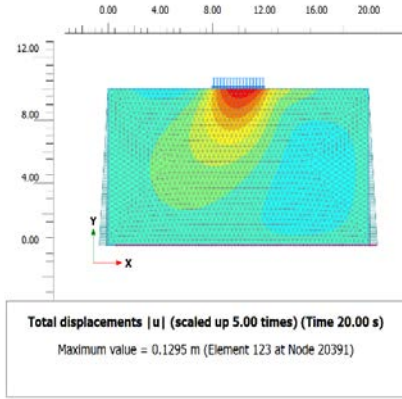 0.00 4.00 8.00 12.00 16.00 20.00
12.00
8.00
4.00
0.00
Y
X
Total displacements |u| (scaled up 5.00 times) (Time 20.00 s)
Maximum value = 0.1295 m (Element 123 at Node 20391)